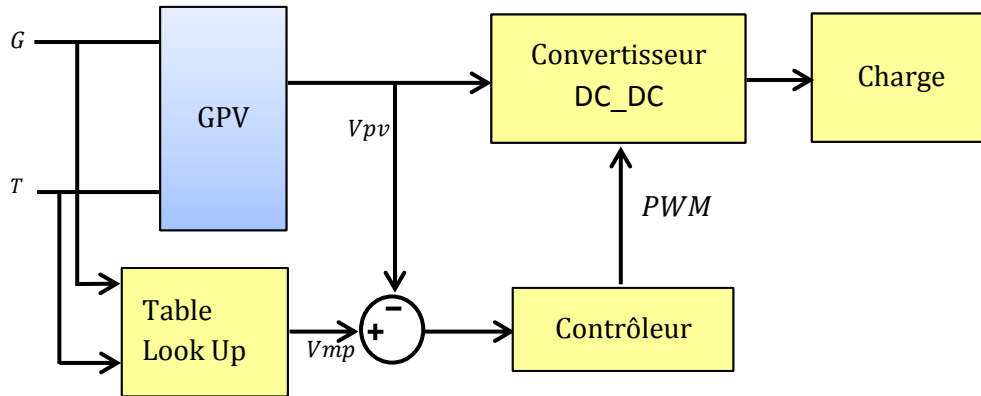 G
GPV
Convertisseur
DC_DC
Charge
Vpv
T
PWM
Table
Look Up
Vmp
+
−
Contrôleur